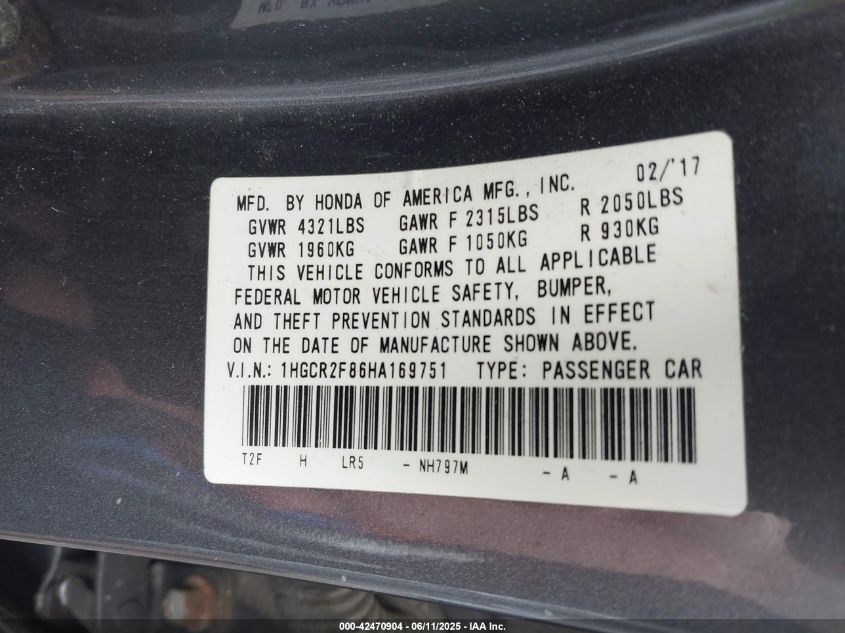 MFD. BY HONDA OF AMERICA MFG., INC. 02/'17
GVWR 4321LBS GAWR F 2315LBS R 2050LBS
GVWR 1960KG GAWR F 1050KG R 930KG
THIS VEHICLE CONFORMS TO ALL APPLICABLE
FEDERAL MOTOR VEHICLE SAFETY, BUMPER,
AND THEFT PREVENTION STANDARDS IN EFFECT
ON THE DATE OF MANUFACTURE SHOWN ABOVE.
V.I.N.: 1HGCR2F86HA169751 TYPE: PASSENGER CAR
T2F H LR5 - NH797M - A - A
000-42470904 - 06/11/2025 - IAA Inc.